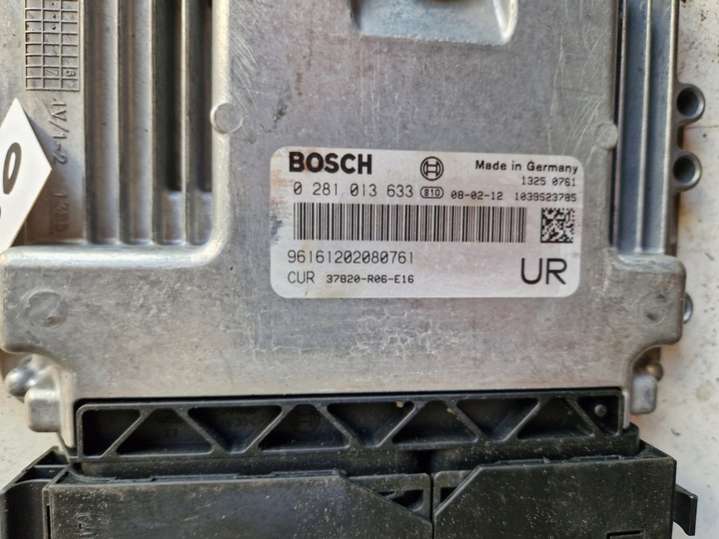 BOSCH Made in Germany
1325 0761
0 281 013 633 E10 08-02-12 1039S23785
96161202080761
CUR 37820-R06-E16 UR